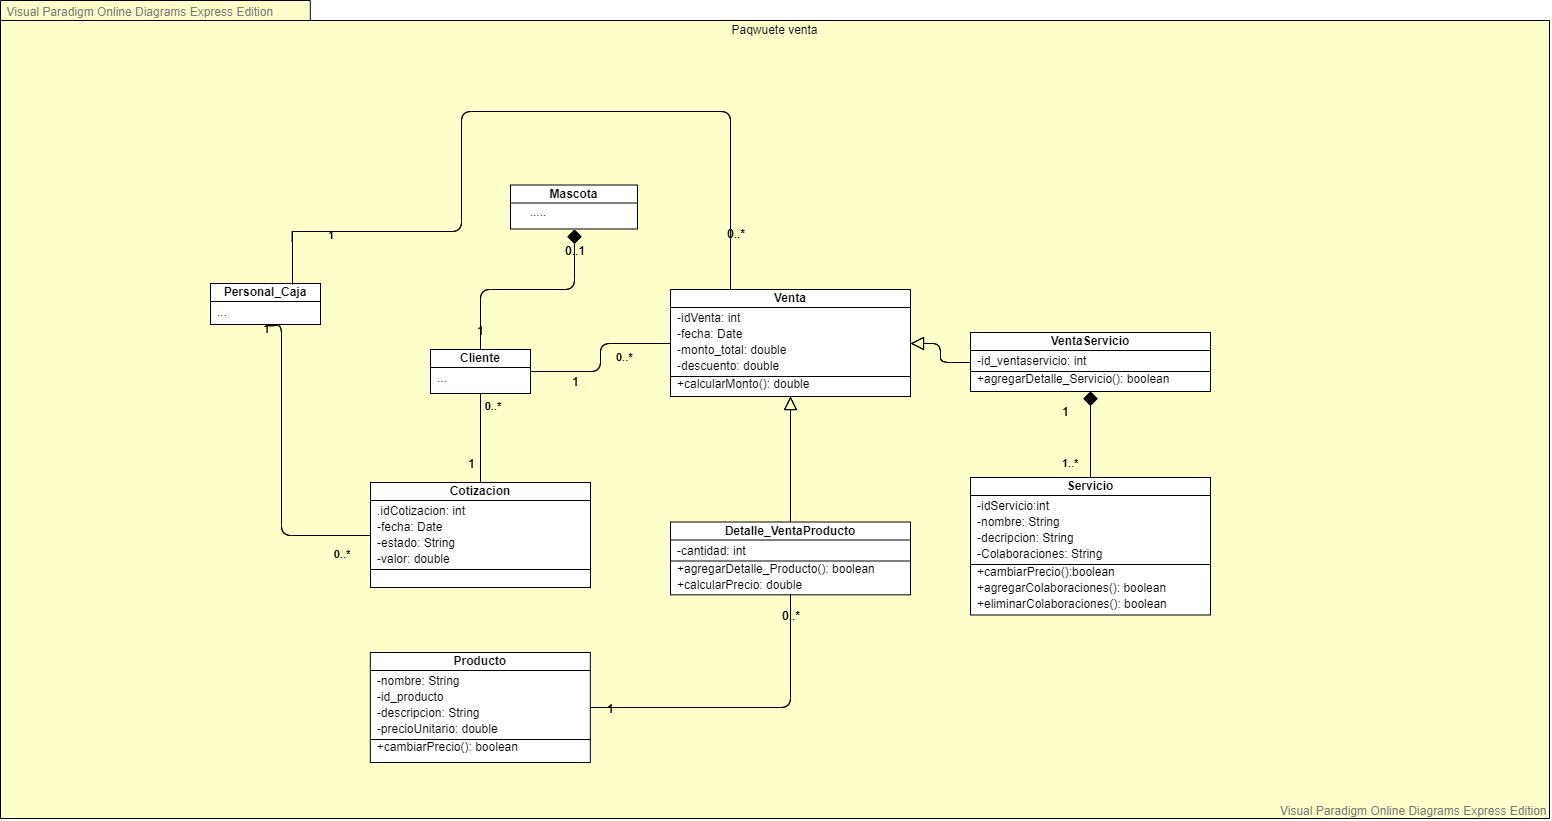 Visual Paradigm Online Diagrams Express Edition
Paqwuete venta
Mascota
.....
0..1
1
0..*
Personal_Caja
...
1
1
Cliente
...
1
0..*
0..*
Venta
-idVenta: int
-fecha: Date
-monto_total: double
-descuento: double
+calcularMonto(): double
VentaServicio
-id_ventaservicio: int
+agregarDetalle_Servicio(): boolean
1
1..*
1
Cotizacion
.idCotizacion: int
-fecha: Date
-estado: String
-valor: double
0..*
Detalle_VentaProducto
-cantidad: int
+agregarDetalle_Producto(): boolean
+calcularPrecio: double
0..*
Servicio
-idServicio:int
-nombre: String
-decripcion: String
-Colaboraciones: String
+cambiarPrecio():boolean
+agregarColaboraciones(): boolean
+eliminarColaboraciones(): boolean
Producto
-nombre: String
-id_producto
-descripcion: String
-precioUnitario: double
+cambiarPrecio(): boolean
1
Visual Paradigm Online Diagrams Express Edition